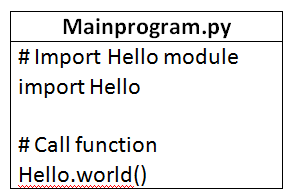 Mainprogram.py
# Import Hello module
import Hello

# Call function
Hello.world()